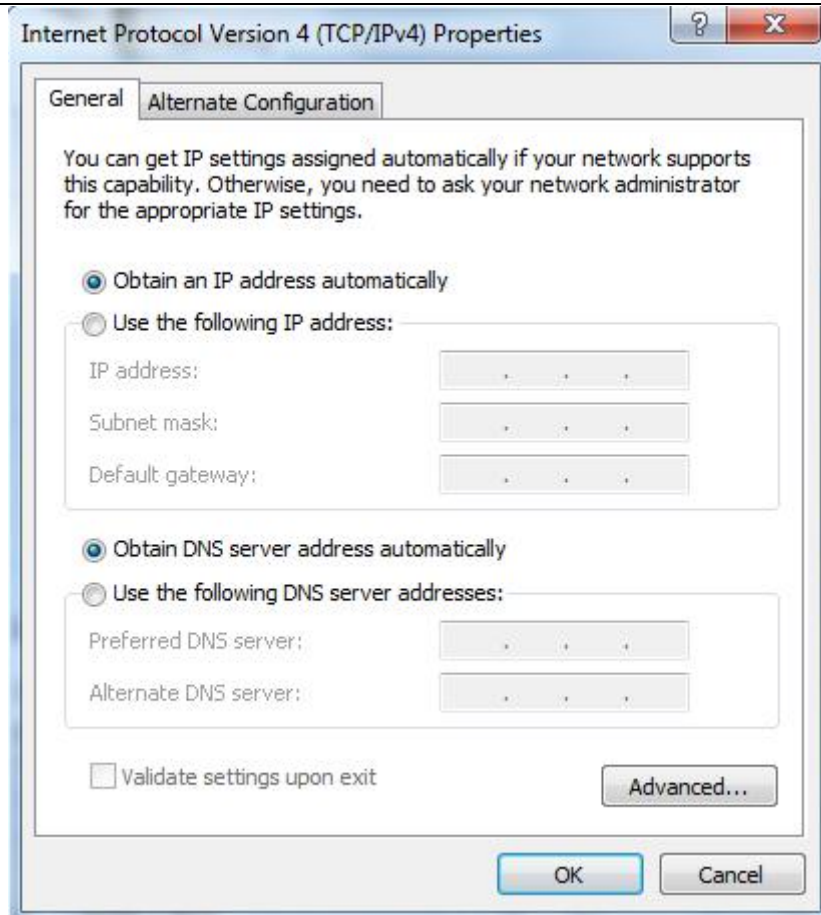 Internet Protocol Version 4 (TCP/IPv4) Properties
?
X
General
Alternate Configuration
You can get IP settings assigned automatically if your network supports
this capability. Otherwise, you need to ask your network administrator
for the appropriate IP settings.
Obtain an IP address automatically
Use the following IP address:
IP address:
. . .
Subnet mask:
. . .
Default gateway:
. . .
Obtain DNS server address automatically
Use the following DNS server addresses:
Preferred DNS server:
. . .
Alternate DNS server:
. . .
Validate settings upon exit
Advanced...
OK
Cancel